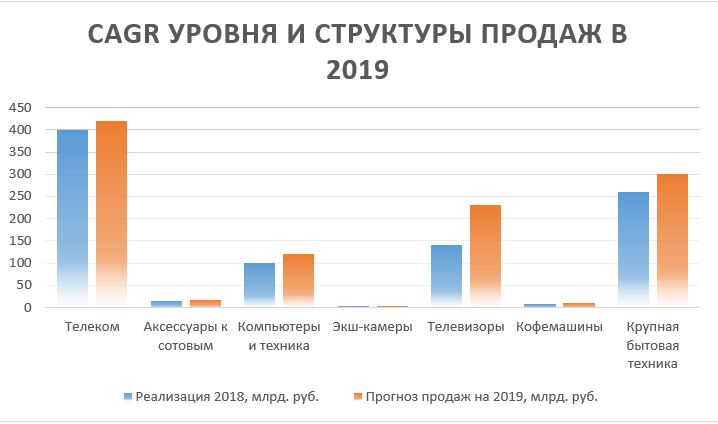 CAGR УРОВНЯ И СТРУКТУРЫ ПРОДАЖ В
2019
450
400
350
300
250
200
150
100
50
0
Телеком
Аксессуары к
сотовым
Компьютеры
и техника
Экш-камеры
Телевизоры
Кофемашины
Крупная
бытовая
техника
Реализация 2018, млрд. руб.
Прогноз продаж на 2019, млрд. руб.